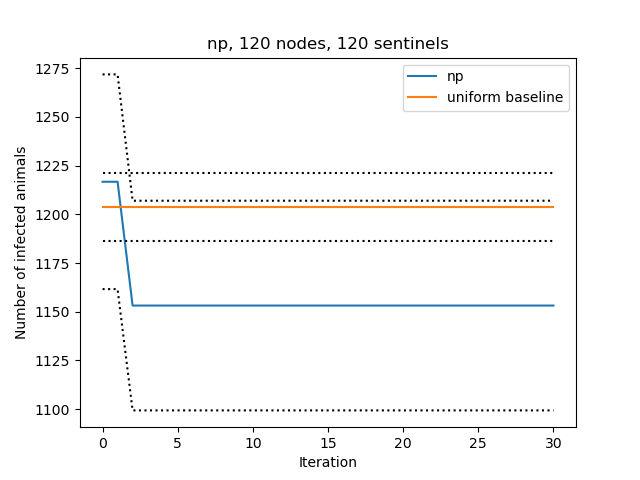 np, 120 nodes, 120 sentinels
np
uniform baseline
Number of infected animals
1275
1250
1225
1200
1175
1150
1125
1100
0 5 10 15 20 25 30
Iteration